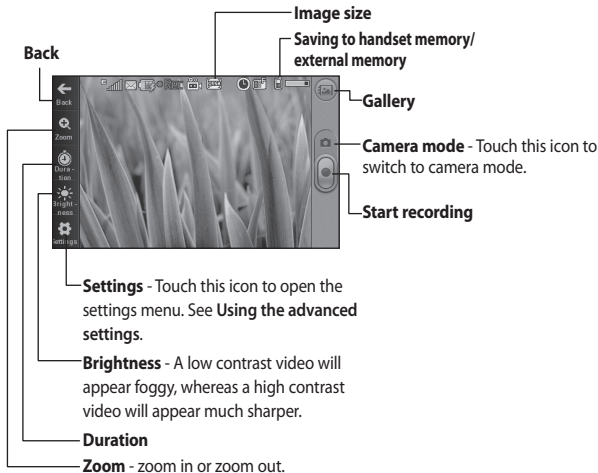 Image size
Saving to handset memory/
external memory
Back
Gallery
Camera mode - Touch this icon to
switch to camera mode.
Start recording
Back
Zoom
Dura-
tion
Bright-
ness
Settings
Settings - Touch this icon to open the
settings menu. See Using the advanced
settings.
Brightness - A low contrast video will
appear foggy, whereas a high contrast
video will appear much sharper.
Duration
Zoom - zoom in or zoom out.